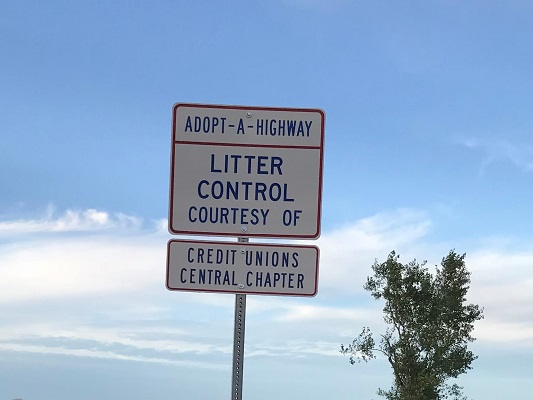 ADOPT-A-HIGHWAY
LITTER
CONTROL
COURTESY OF
CREDIT UNIONS
CENTRAL CHAPTER